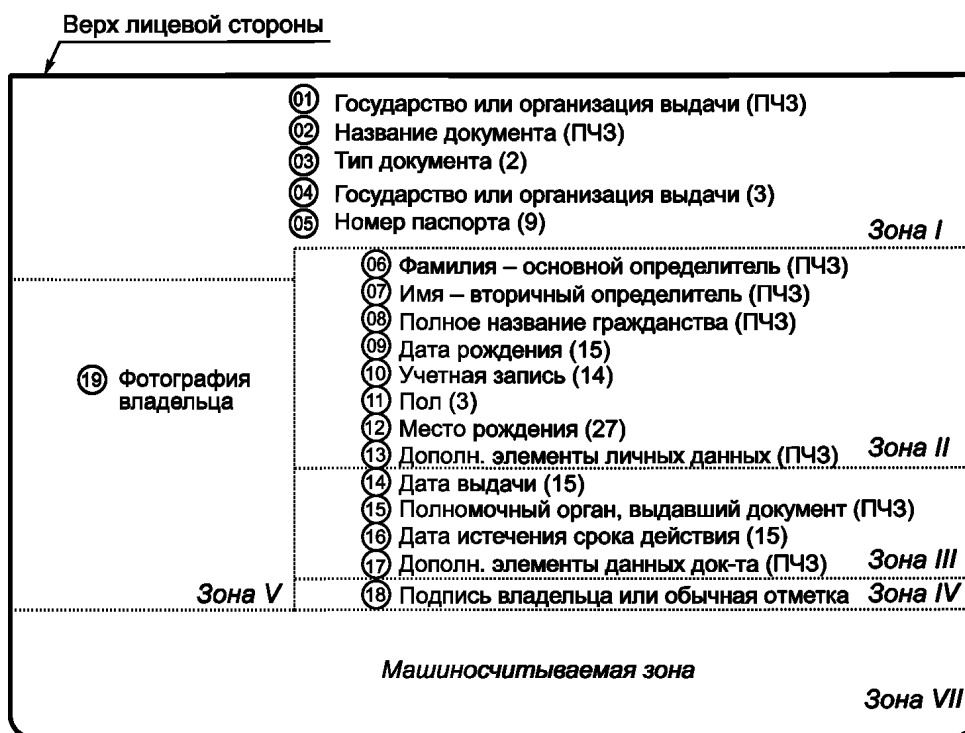 Верх лицевой стороны
01 Государство или организация выдачи (ПЧЗ)
02 Название документа (ПЧЗ)
03 Тип документа (2)
04 Государство или организация выдачи (3)
05 Номер паспорта (9)
Зона I
06 Фамилия – основной определитель (ПЧЗ)
07 Имя – вторичный определитель (ПЧЗ)
08 Полное название гражданства (ПЧЗ)
09 Дата рождения (15)
10 Учетная запись (14)
11 Пол (3)
12 Место рождения (27)
13 Дополн. элементы личных данных (ПЧЗ)
Зона II
14 Дата выдачи (15)
15 Полномочный орган, выдавший документ (ПЧЗ)
16 Дата истечения срока действия (15)
17 Дополн. элементы данных док-та (ПЧЗ)
Зона III
18 Подпись владельца или обычная отметка
Зона IV
19 Фотография
владельца
Зона V
Машиносчитываемая зона
Зона VII